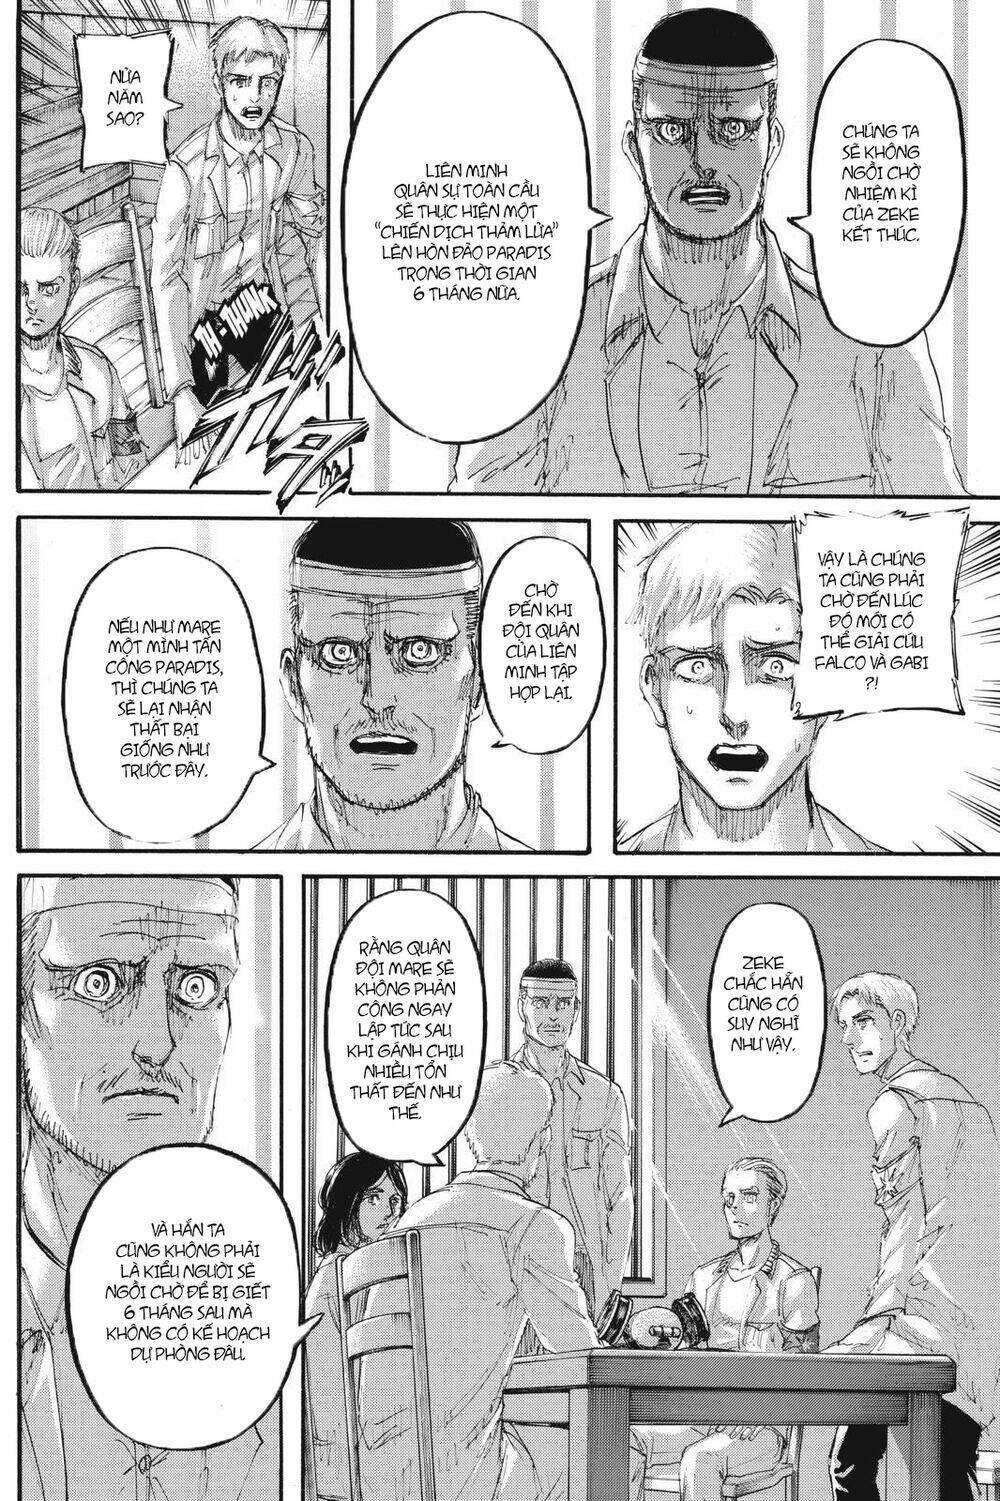 CHÚNG TA
SẼ KHÔNG
NGỒI CHỜ
NHIỆM KÌ
CỦA ZEKE
KẾT THÚC.
LIÊN MINH
QUÂN SỰ TOÀN CẦU
SẼ THỰC HIỆN MỘT
"CHIẾN DỊCH THẢM LỬA"
LÊN HÒN ĐẢO PARADIS
TRONG THỜI GIAN
6 THÁNG NỮA.
NỬA
NĂM
SAO?
THUNK
ガタ
VẬY LÀ CHÚNG
TA CŨNG PHẢI
CHỜ ĐẾN LÚC
ĐÓ MỚI CÓ
THỂ GIẢI CỨU
FALCO VÀ GABI
?!
CHỜ
ĐẾN KHI
ĐỘI QUÂN
CỦA LIÊN
MINH TẬP
HỢP LẠI.
NẾU NHƯ MARE
MỘT MÌNH TẤN
CÔNG PARADIS,
THÌ CHÚNG TA
SẼ LẠI NHẬN
THẤT BẠI
GIỐNG NHƯ
TRƯỚC ĐÂY.
ZEKE
CHẮC HẲN
CŨNG CÓ
SUY NGHĨ
NHƯ VẬY.
RẰNG QUÂN
ĐỘI MARE SẼ
KHÔNG PHẢN
CÔNG NGAY
LẬP TỨC SAU
KHI GÁNH CHỊU
NHIỀU TỔN
THẤT ĐẾN NHƯ
THẾ.
VÀ HẮN TA
CŨNG KHÔNG PHẢI
LÀ KIỂU NGƯỜI SẼ
NGỒI CHỜ ĐỂ BỊ GIẾT
6 THÁNG SAU MÀ
KHÔNG CÓ KẾ HOẠCH
DỰ PHÒNG ĐÂU.